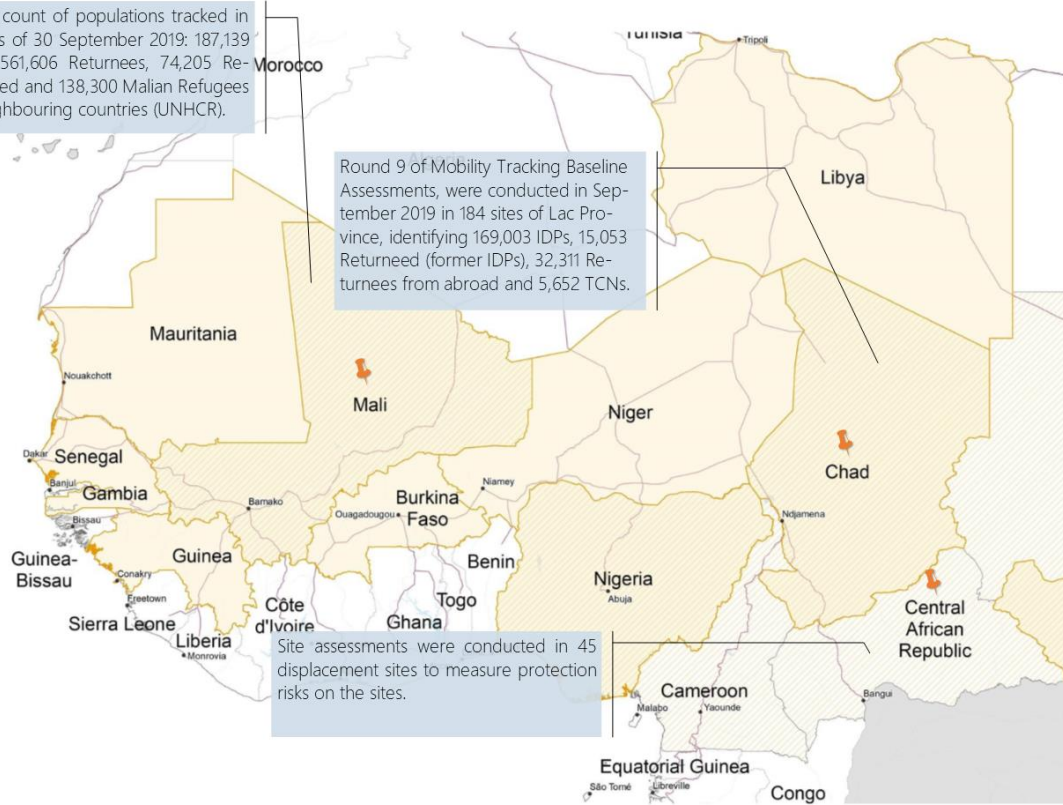 count of populations tracked in
s of 30 September 2019: 187,139
561,606 Returnees, 74,205 Re-
ed and 138,300 Malian Refugees
ghbouring countries (UNHCR).
Morocco
Tunisia
Tripoli
Round 9 of Mobility Tracking Baseline
Assessments, were conducted in Sep-
tember 2019 in 184 sites of Lac Pro-
vince, identifying 169,003 IDPs, 15,053
Returneed (former IDPs), 32,311 Re-
turnees from abroad and 5,652 TCNs.
Libya
Mauritania
Nouakchott
Mali
Niger
Chad
Dakar
Senegal
Banjul
Gambia
Bamako
Burkina
Faso
Ouagadougou
Niamey
Ndjamena
Bissau
Guinea-
Bissau
Guinea
Conakry
Benin
Nigeria
Abuja
Freetown
Sierra Leone
Côte
d'Ivoire
Togo
Ghana
Central
African
Republic
Liberia
Monrovia
Site assessments were conducted in 45
displacement sites to measure protection
risks on the sites.
Cameroon
Yaounde
Malabo
Bangui
Equatorial Guinea
São Tomé
Libreville
Congo